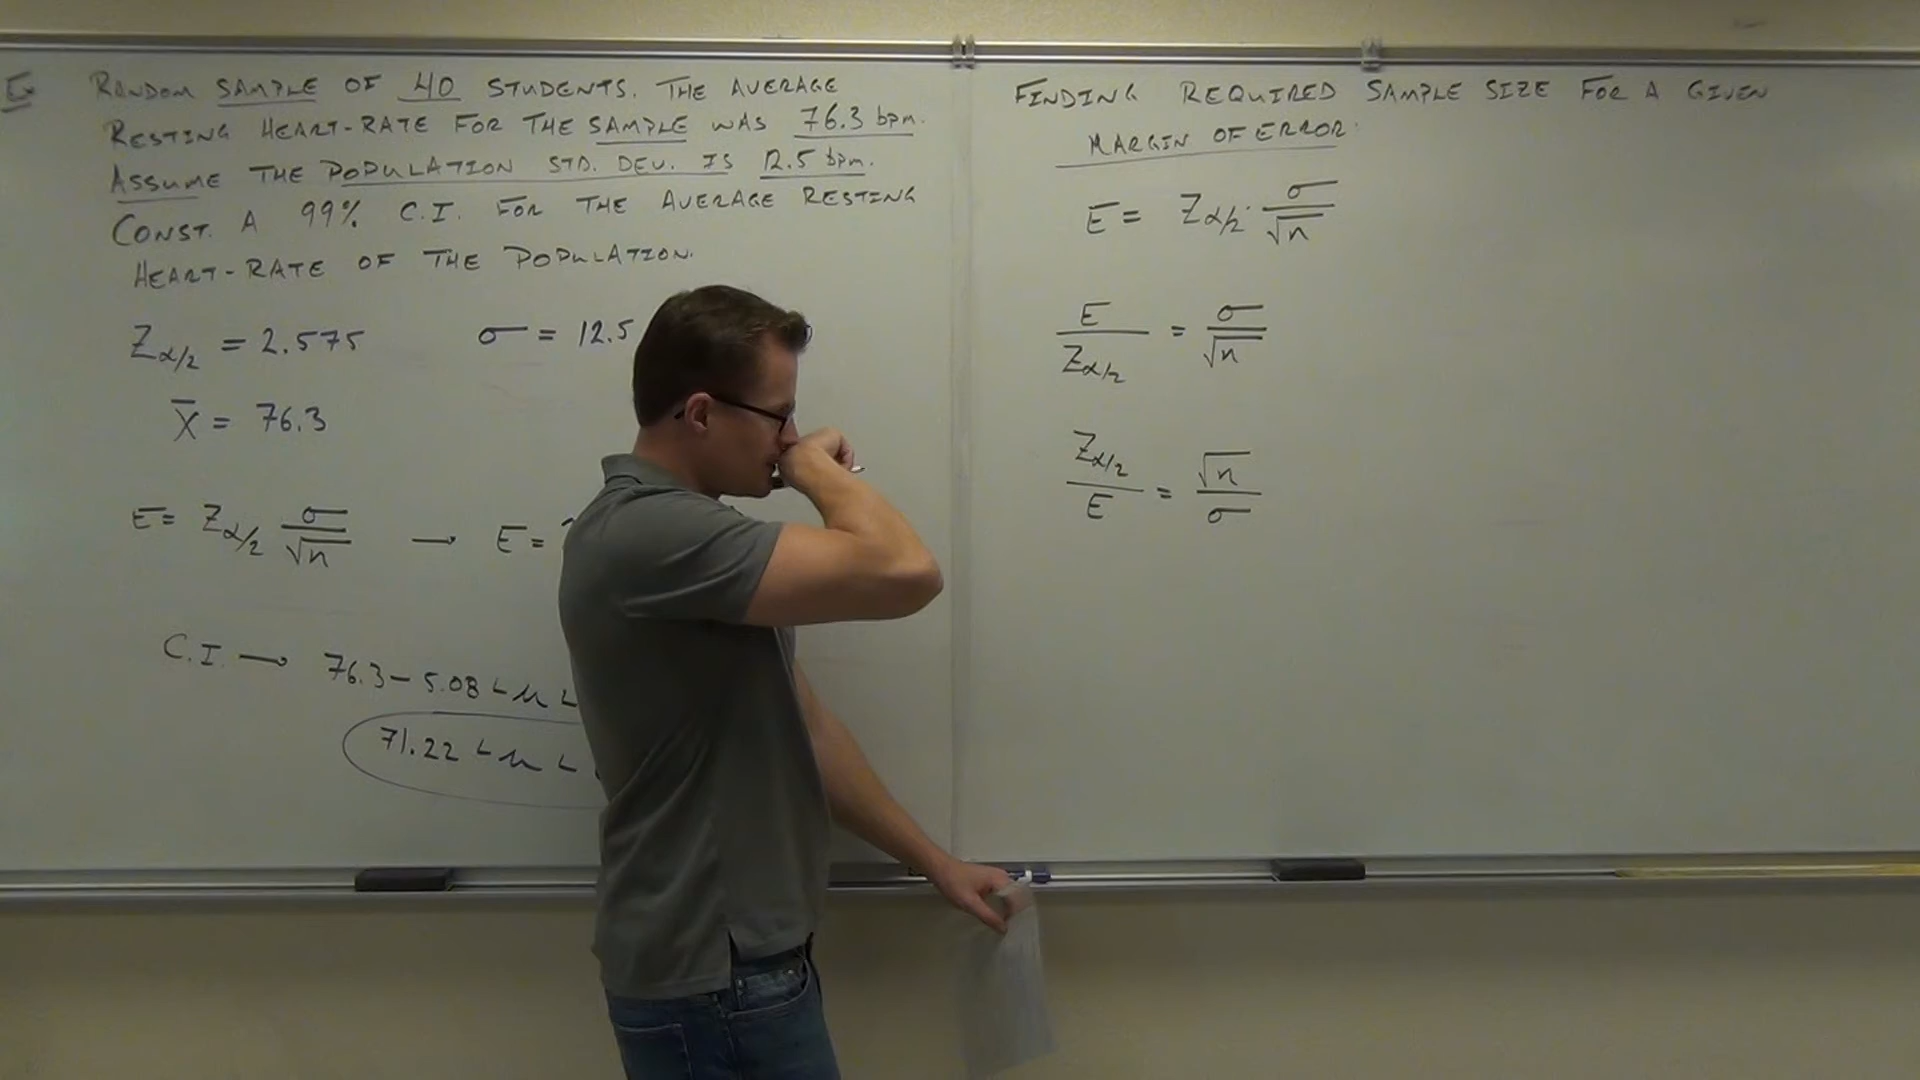 Ex RANDOM SAMPLE OF 40 STUDENTS. THE AVERAGE
RESTING HEART-RATE FOR THE SAMPLE WAS 76.3 bpm.
ASSUME THE POPULATION STD. DEV. IS 12.5 bpm.
CONST. A 99% C.I. FOR THE AVERAGE RESTING
HEART-RATE OF THE POPULATION.
Zα/2 = 2.575 σ = 12.5
x̄ = 76.3
E = Zα/2 σ/√n → E =
C.I. → 76.3 - 5.08 < μ <
71.22 < μ <
FINDING REQUIRED SAMPLE SIZE FOR A GIVEN
MARGIN OF ERROR:
E = Zα/2 · σ/√n
E/Zα/2 = σ/√n
Zα/2/E = √n/σ